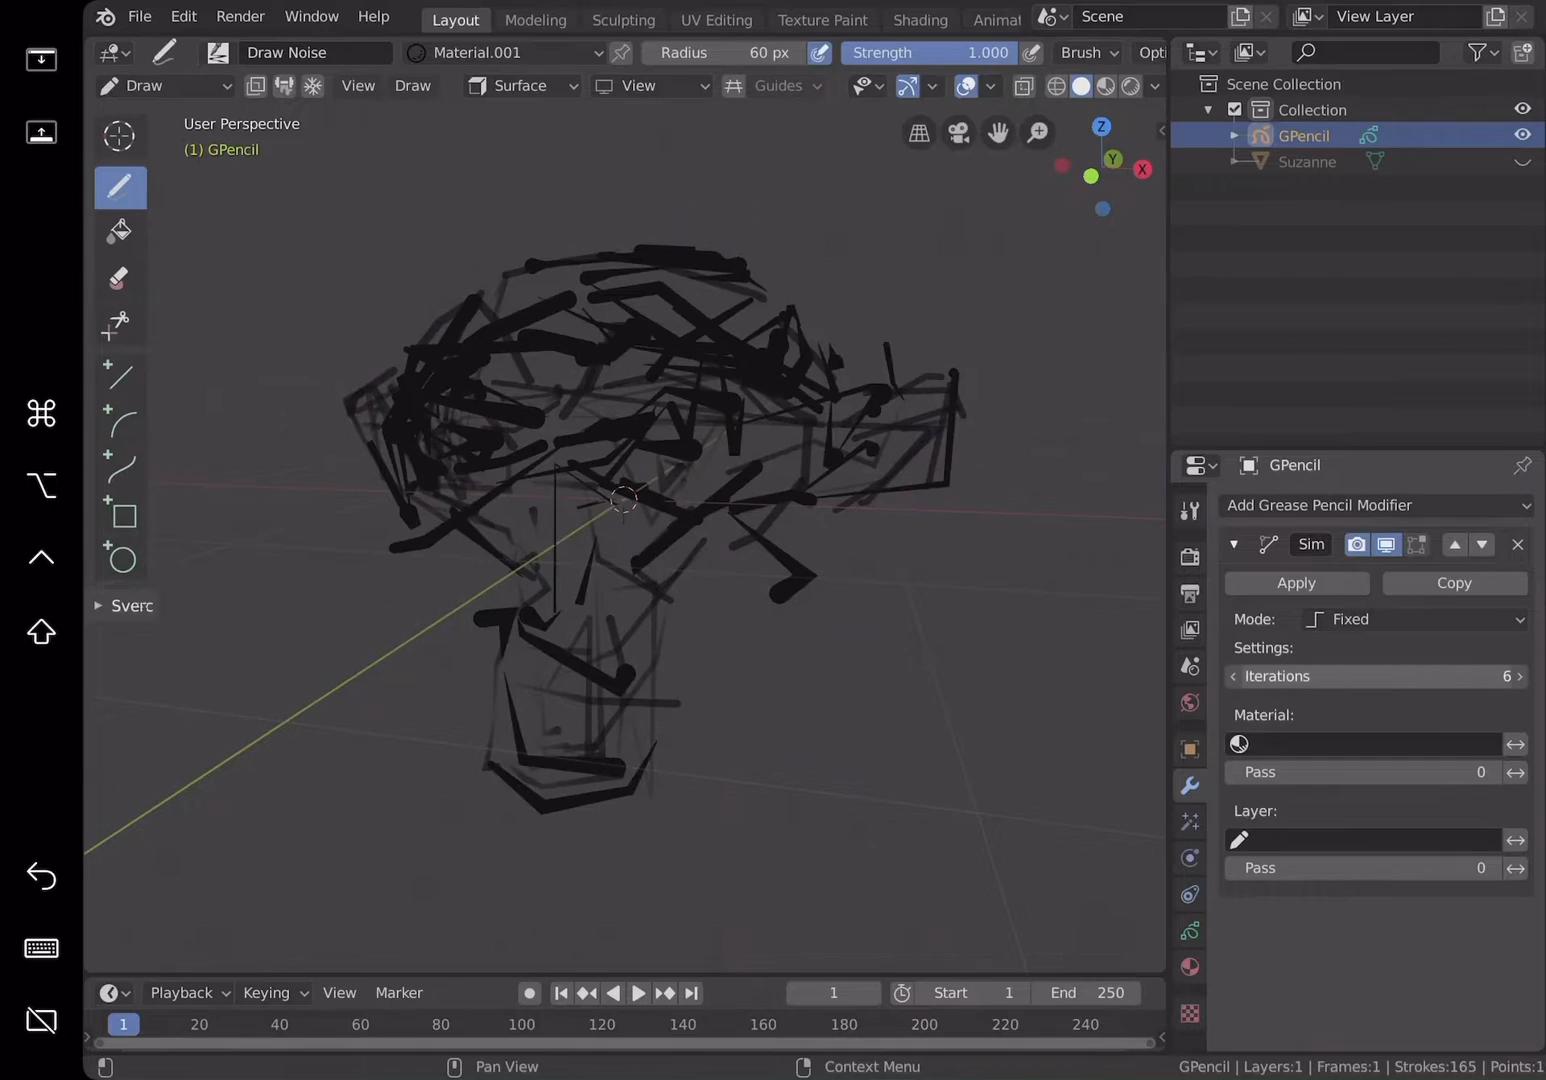 File Edit Render Window Help Layout Modeling Sculpting UV Editing Texture Paint Shading Animat Scene View Layer
Draw Noise Material.001 Radius 60 px Strength 1.000 Brush Opti
Draw View Draw Surface View Guides
Scene Collection
Collection
GPencil
Suzanne
User Perspective
(1) GPencil
Z
Y
X
Sverc
GPencil
Add Grease Pencil Modifier
Sim
Apply Copy
Mode: Fixed
Settings:
Iterations 6
Material:
Pass 0
Layer:
Pass 0
Playback Keying View Marker 1 Start 1 End 250
1 20 40 60 80 100 120 140 160 180 200 220 240
Pan View Context Menu GPencil | Layers:1 | Frames:1 | Strokes:165 | Points:1